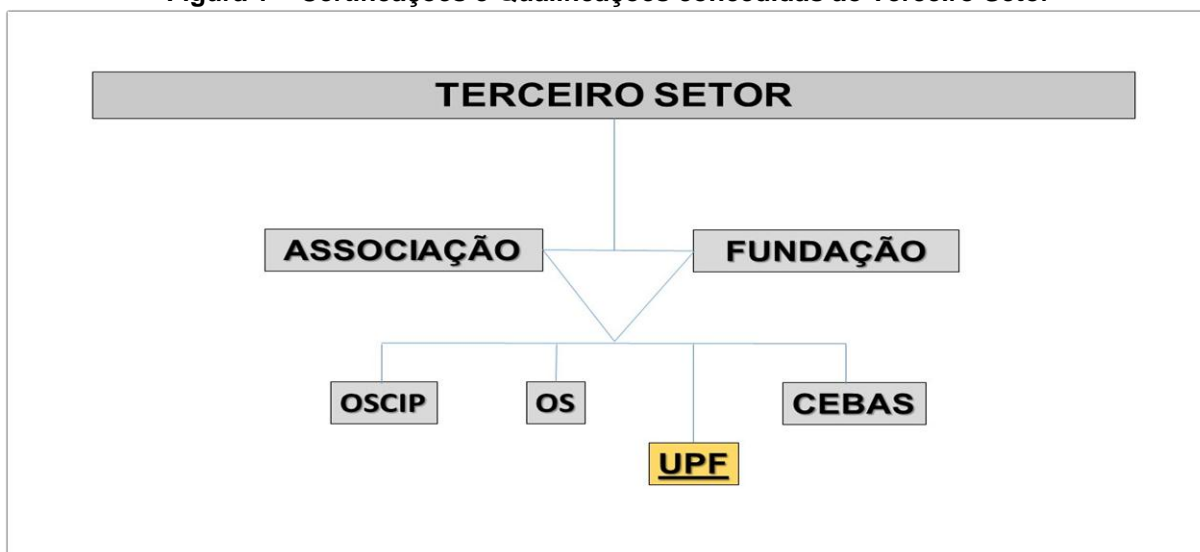 TERCEIRO SETOR
ASSOCIAÇÃO
FUNDAÇÃO
OSCIP
OS
CEBAS
UPF